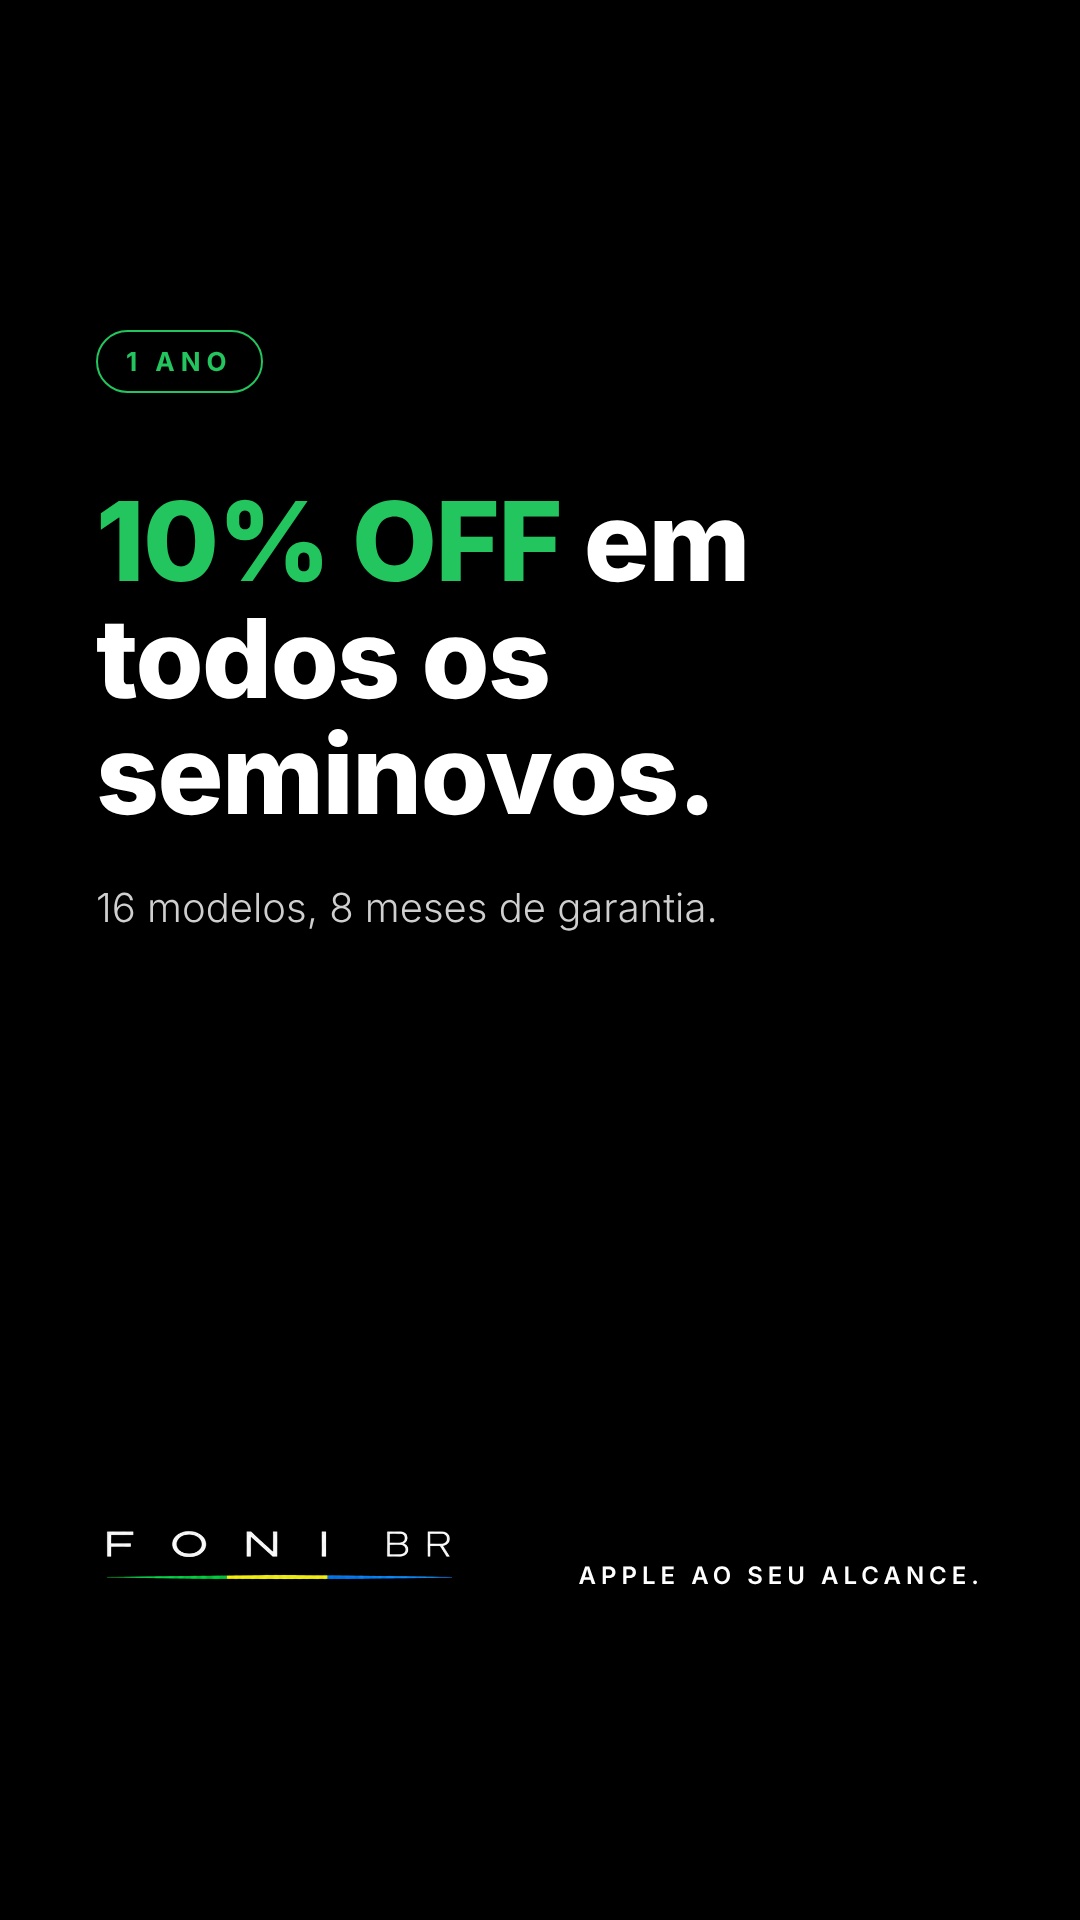 1 ANO
10% OFF em
todos os
seminovos.
16 modelos, 8 meses de garantia.
FONI BR
APPLE AO SEU ALCANCE.